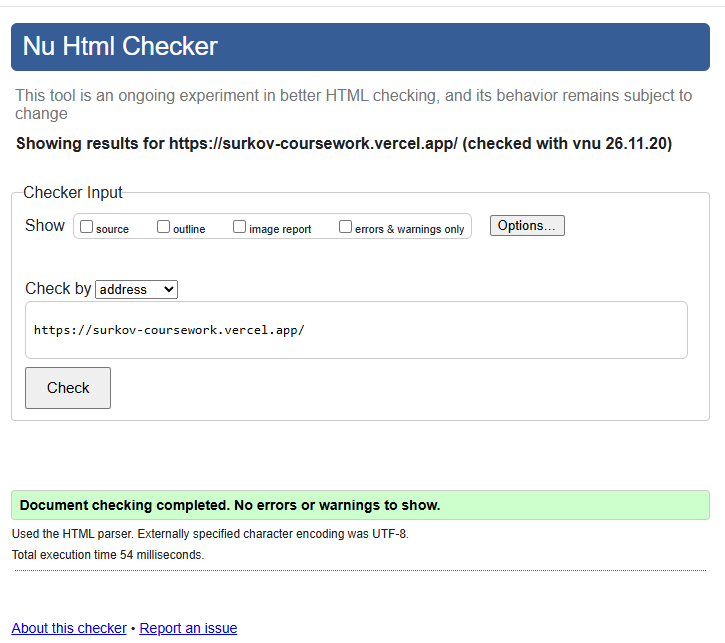 Nu Html Checker
This tool is an ongoing experiment in better HTML checking, and its behavior remains subject to
change
Showing results for https://surkov-coursework.vercel.app/ (checked with vnu 26.11.20)
Checker Input
Show source outline image report errors & warnings only Options...
Check by address
https://surkov-coursework.vercel.app/
Check
Document checking completed. No errors or warnings to show.
Used the HTML parser. Externally specified character encoding was UTF-8.
Total execution time 54 milliseconds.
About this checker • Report an issue